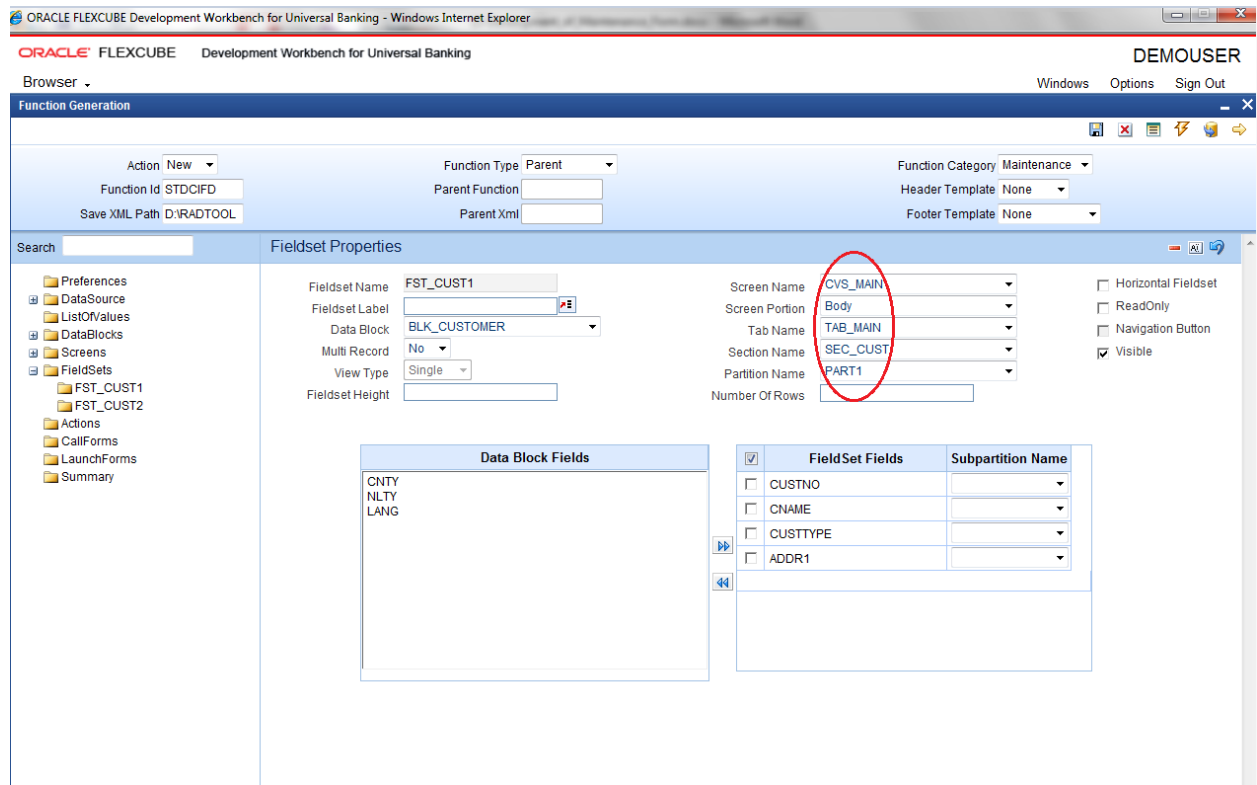 ORACLE FLEXCUBE Development Workbench for Universal Banking - Windows Internet Explorer
ORACLE FLEXCUBE Development Workbench for Universal Banking DEMOUSER
Browser Windows Options Sign Out
Function Generation
Action New Function Type Parent Function Category Maintenance
Function Id STDCIFD Parent Function Header Template None
Save XML Path D:\RADTOOL Parent Xml Footer Template None
Search
Preferences
DataSource
ListOfValues
DataBlocks
Screens
FieldSets
FST_CUST1
FST_CUST2
Actions
CallForms
LaunchForms
Summary
Fieldset Properties
Fieldset Name FST_CUST1
Fieldset Label
Data Block BLK_CUSTOMER
Multi Record No
View Type Single
Fieldset Height
Screen Name CVS_MAIN
Screen Portion Body
Tab Name TAB_MAIN
Section Name SEC_CUST
Partition Name PART1
Number Of Rows
Horizontal Fieldset
ReadOnly
Navigation Button
Visible
Data Block Fields
CNTY
NLTY
LANG
FieldSet Fields Subpartition Name
CUSTNO
CNAME
CUSTTYPE
ADDR1